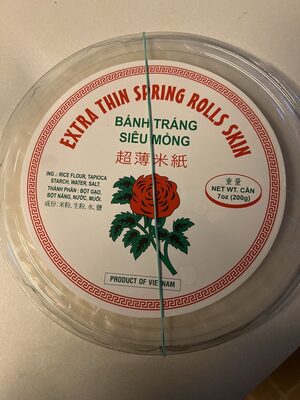 EXTRA THIN SPRING ROLLS SKIN
BÁNH TRÁNG
SIÊU MỎNG
超薄米紙
ING.: RICE FLOUR, TAPIOCA
STARCH, WATER, SALT.
THÀNH PHẦN: BỘT GẠO,
BỘT NĂNG, NƯỚC, MUỐI.
成份: 米粉, 生粉, 水, 鹽
重量
NET WT. CÂN
7oz (200g)
PRODUCT OF VIETNAM